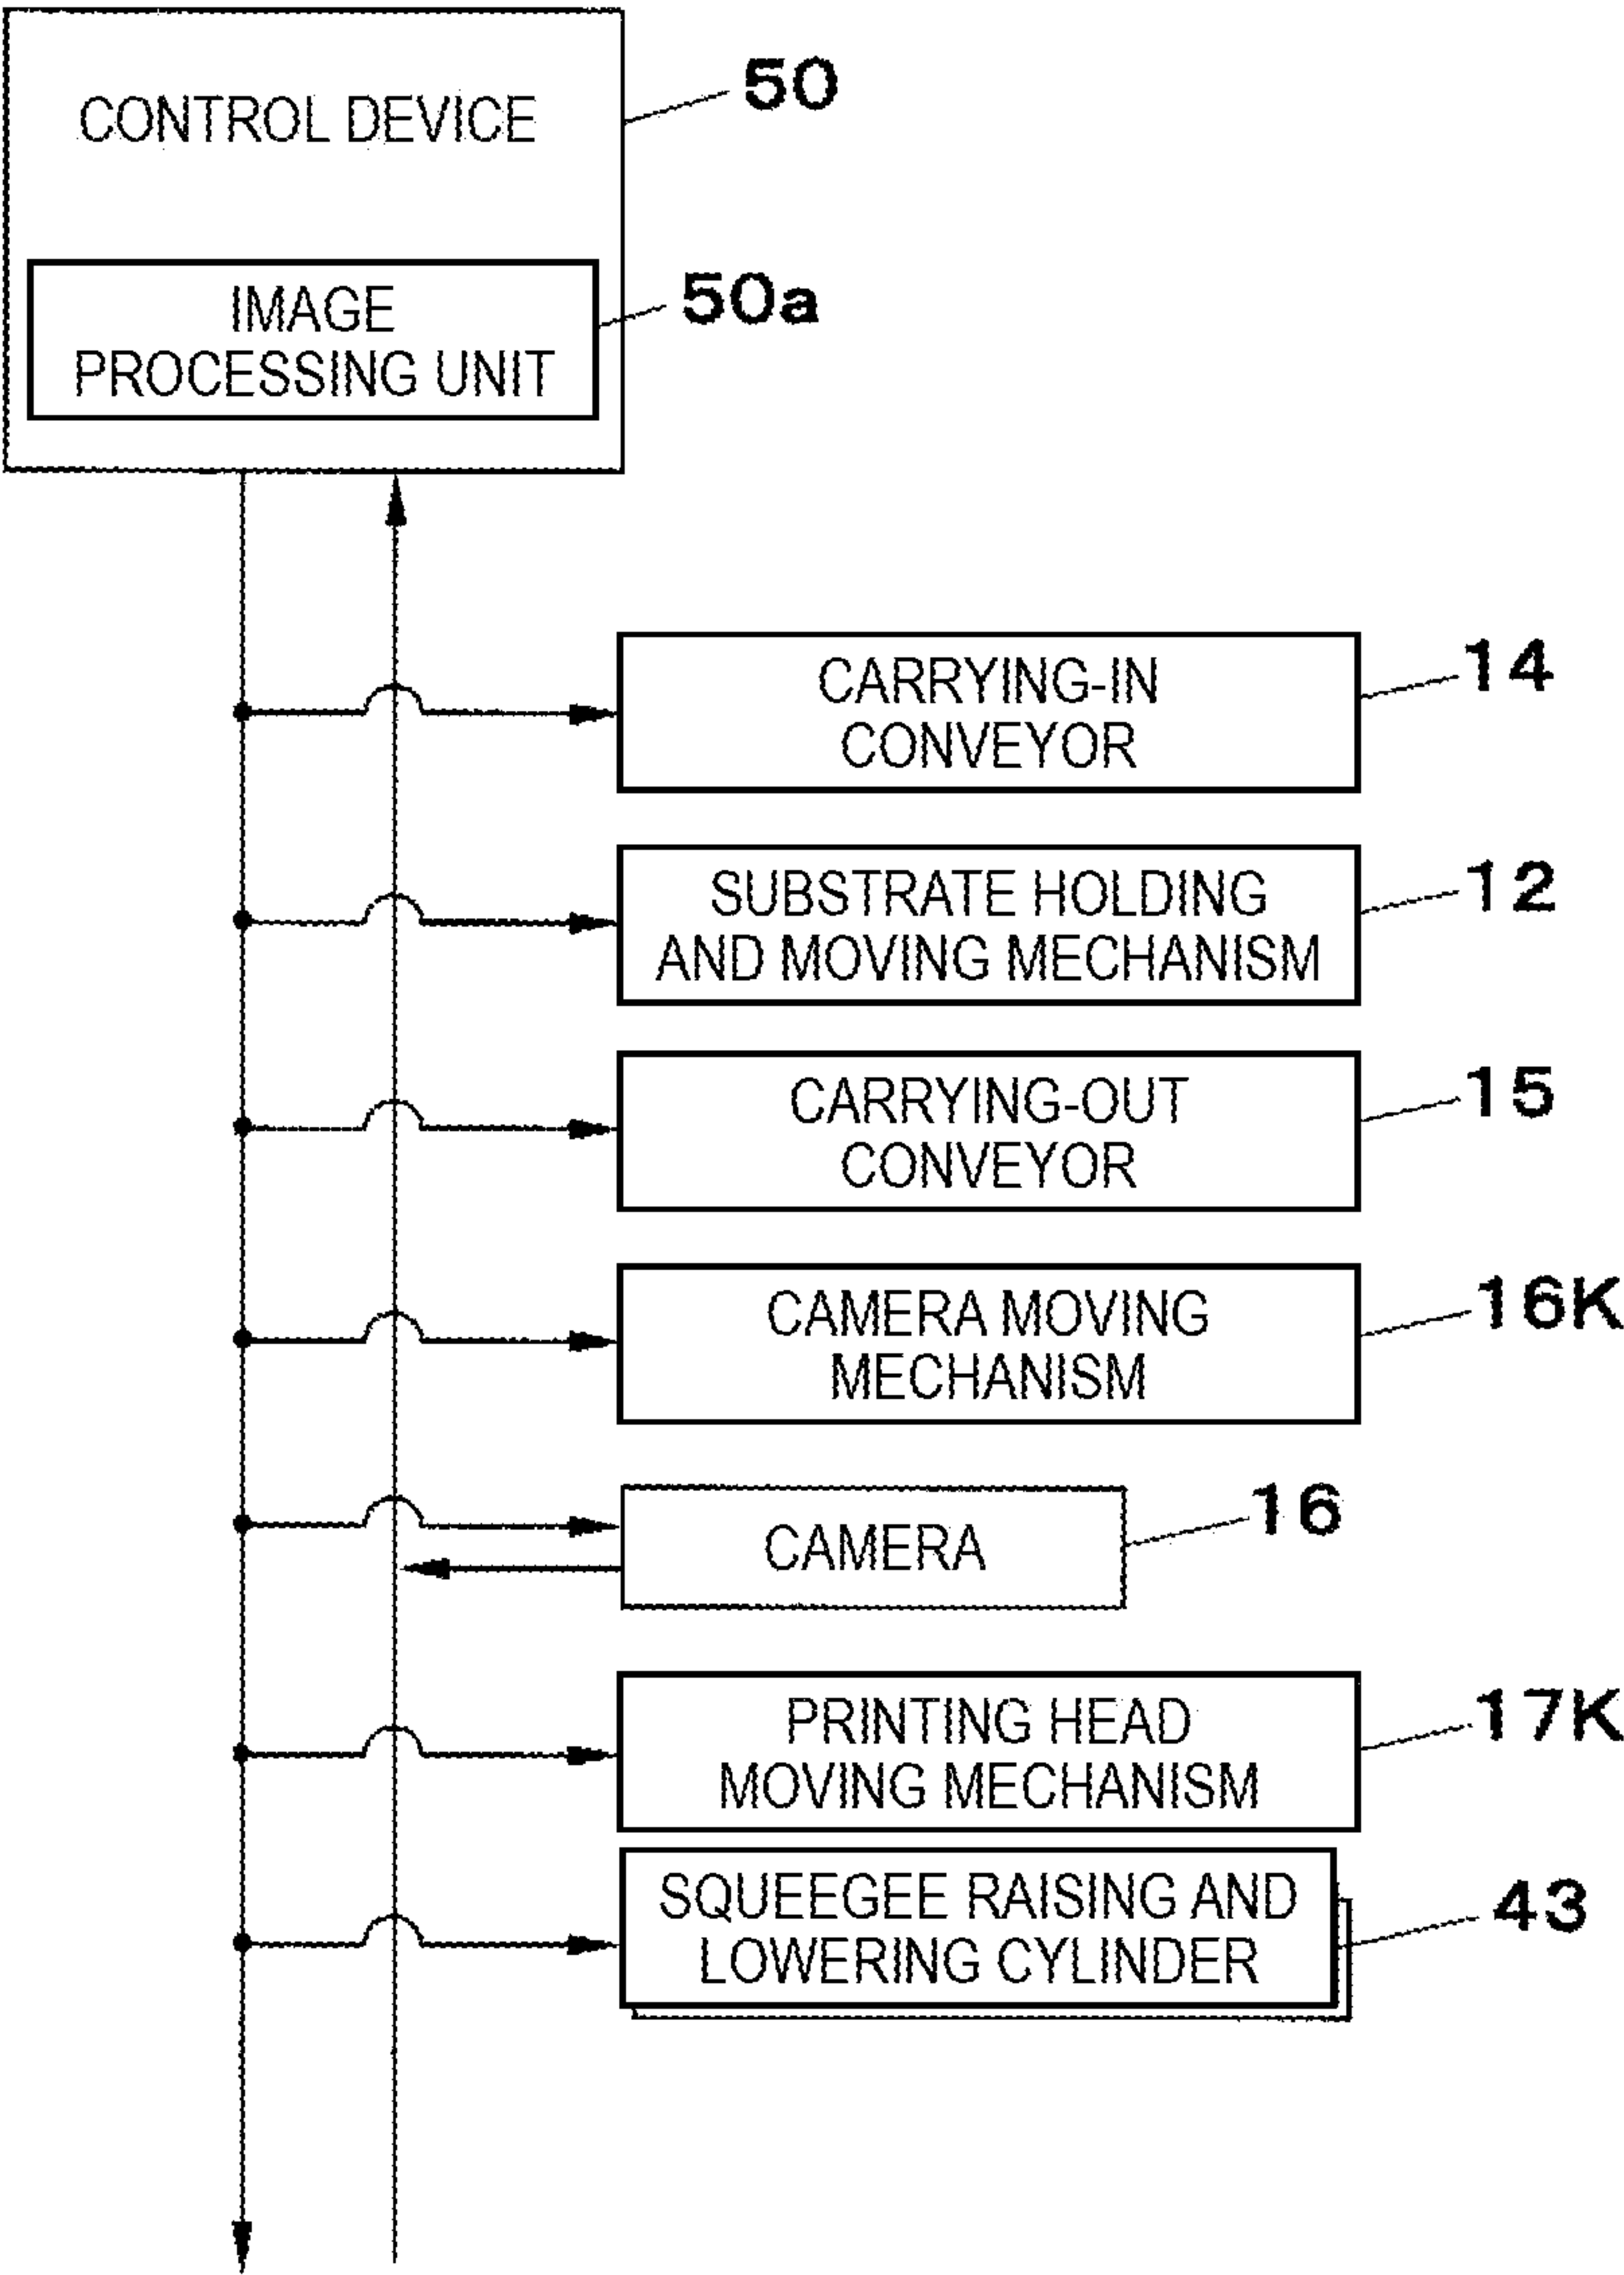 CONTROL DEVICE
50
IMAGE
PROCESSING UNIT
50a
CARRYING-IN
CONVEYOR
14
SUBSTRATE HOLDING
AND MOVING MECHANISM
12
CARRYING-OUT
CONVEYOR
15
CAMERA MOVING
MECHANISM
16K
CAMERA
16
PRINTING HEAD
MOVING MECHANISM
17K
SQUEEGEE RAISING AND
LOWERING CYLINDER
43